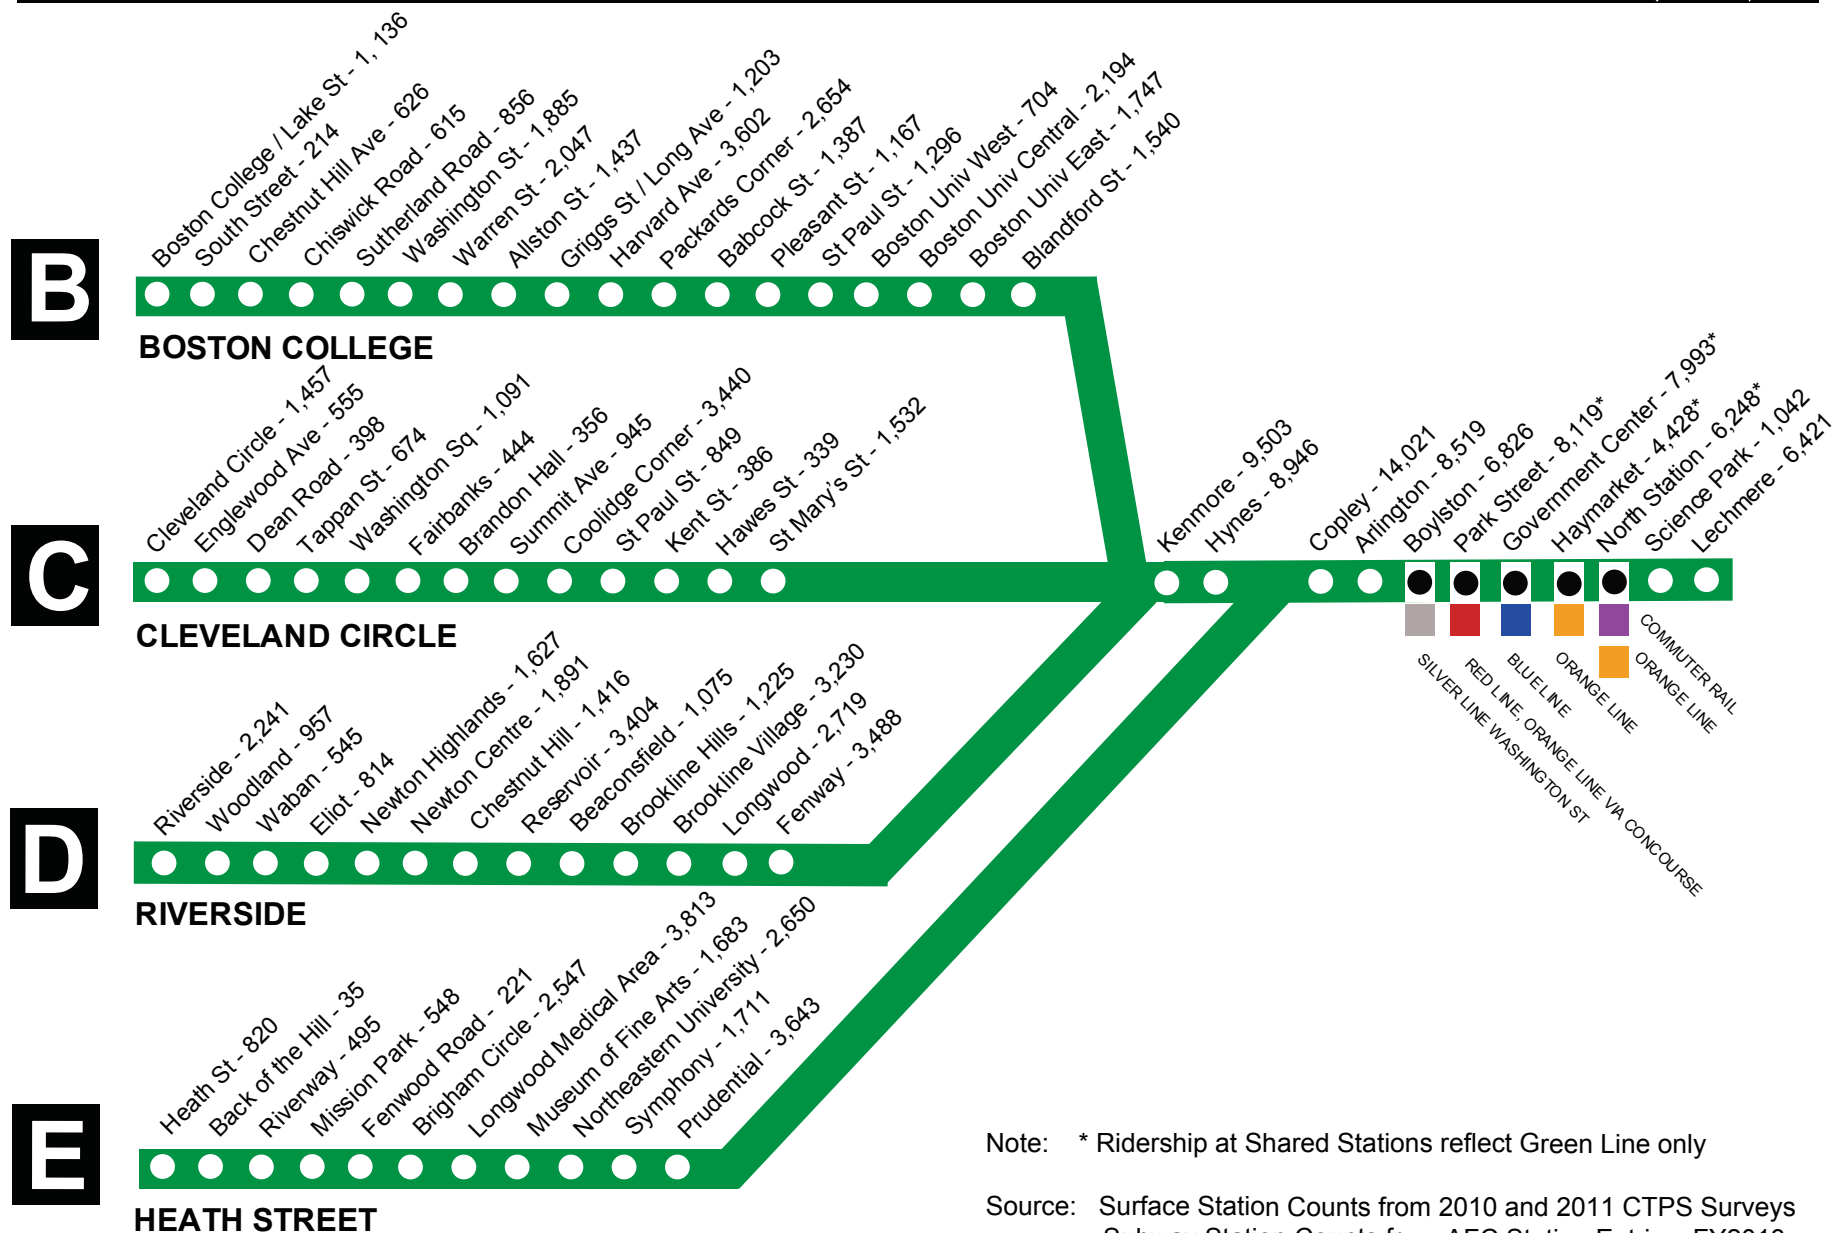 B
Boston College / Lake St - 1, 136
South Street - 214
Chestnut Hill Ave - 626
Chiswick Road - 615
Sutherland Road - 856
Washington St - 1,885
Warren St - 2,047
Allston St - 1,437
Griggs St / Long Ave - 1,203
Harvard Ave - 3,602
Packards Corner - 2,654
Babcock St - 1,387
Pleasant St - 1,167
St Paul St - 1,296
Boston Univ West - 704
Boston Univ Central - 2,194
Boston Univ East - 1,747
Blandford St - 1,540
BOSTON COLLEGE
C
Cleveland Circle - 1,457
Englewood Ave - 555
Dean Road - 398
Tappan St - 674
Washington Sq - 1,091
Fairbanks - 444
Brandon Hall - 356
Summit Ave - 945
Coolidge Corner - 3,440
St Paul St - 849
Kent St - 386
Hawes St - 339
St Mary's St - 1,532
Kenmore - 9,503
Hynes - 8,946
Copley - 14,021
Arlington - 8,519
Boylston - 6,826
Park Street - 8,119*
Government Center - 7,993*
Haymarket - 4,428*
North Station - 6,248*
Science Park - 1,042
Lechmere - 6,421
CLEVELAND CIRCLE
SILVER LINE WASHINGTON ST
RED LINE, ORANGE LINE VIA CONCOURSE
BLUE LINE
ORANGE LINE
COMMUTER RAIL
ORANGE LINE
D
Riverside - 2,241
Woodland - 957
Waban - 545
Eliot - 814
Newton Highlands - 1,627
Newton Centre - 1,891
Chestnut Hill - 1,416
Reservoir - 3,404
Beaconsfield - 1,075
Brookline Hills - 1,225
Brookline Village - 3,230
Longwood - 2,719
Fenway - 3,488
RIVERSIDE
E
Heath St - 820
Back of the Hill - 35
Riverway - 495
Mission Park - 548
Fenwood Road - 221
Brigham Circle - 2,547
Longwood Medical Area - 3,813
Museum of Fine Arts - 1,683
Northeastern University - 2,650
Symphony - 1,711
Prudential - 3,643
HEATH STREET
Note: * Ridership at Shared Stations reflect Green Line only
Source: Surface Station Counts from 2010 and 2011 CTPS Surveys
Subway Station Counts from AFC Station Entries FY2013